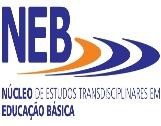 NEB
NÚCLEO DE ESTUDOS TRANSDISCIPLINARES EM
EDUCAÇÃO BÁSICA